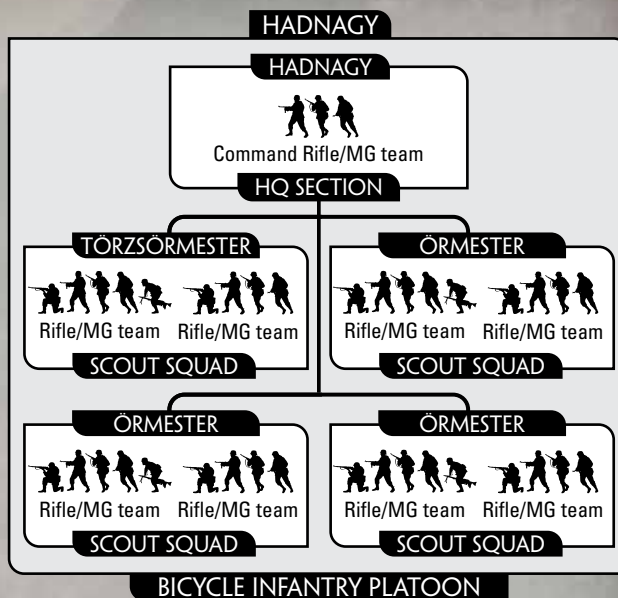 HADNAGY
HADNAGY
Command Rifle/MG team
HQ SECTION
TÖRZSÖRMESTER
Rifle/MG team Rifle/MG team
SCOUT SQUAD
ÖRMESTER
Rifle/MG team Rifle/MG team
SCOUT SQUAD
ÖRMESTER
Rifle/MG team Rifle/MG team
SCOUT SQUAD
ÖRMESTER
Rifle/MG team Rifle/MG team
SCOUT SQUAD
BICYCLE INFANTRY PLATOON